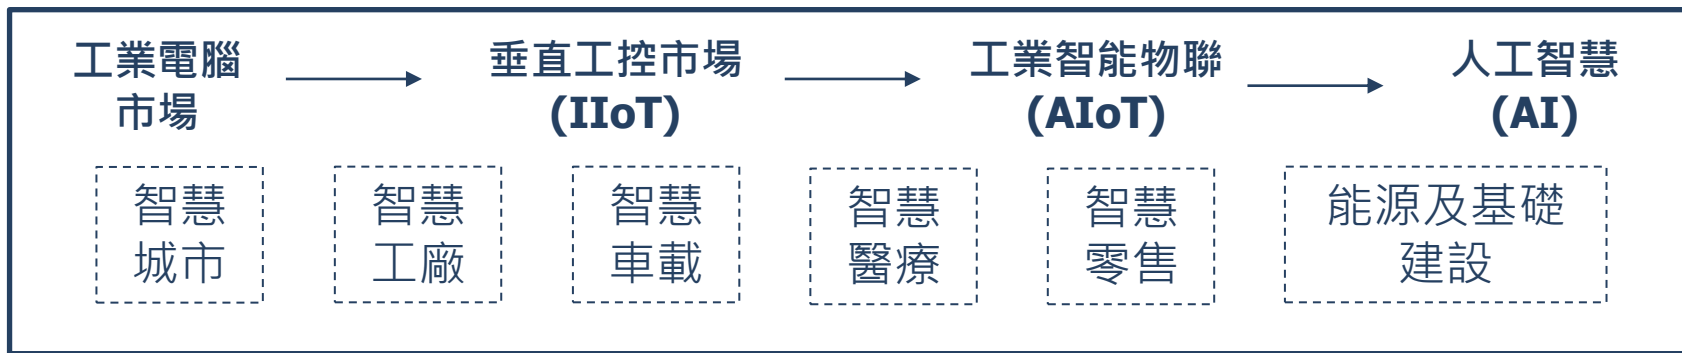 工業電腦
市場
垂直工控市場
(IIoT)
工業智能物聯
(AIoT)
人工智慧
(AI)
智慧
城市
智慧
工廠
智慧
車載
智慧
醫療
智慧
零售
能源及基礎
建設